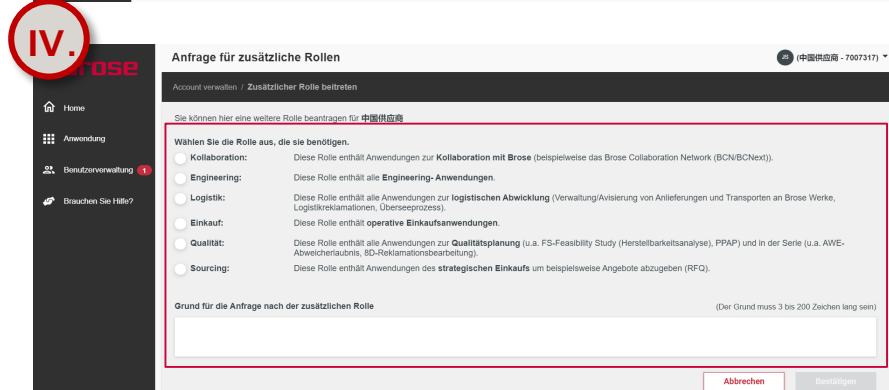 IV.
brose
Anfrage für zusätzliche Rollen
JS (中国供应商 - 7007317)
Account verwalten / Zusätzlicher Rolle beitreten
Home
Anwendung
Benutzerverwaltung 1
Brauchen Sie Hilfe?
Sie können hier eine weitere Rolle beantragen für 中国供应商
Wählen Sie die Rolle aus, die sie benötigen.
Kollaboration: Diese Rolle enthält Anwendungen zur Kollaboration mit Brose (beispielweise das Brose Collaboration Network (BCN/BCNext)).
Engineering: Diese Rolle enthält alle Engineering- Anwendungen.
Logistik: Diese Rolle enthält alle Anwendungen zur logistischen Abwicklung (Verwaltung/Avisierung von Anlieferungen und Transporten an Brose Werke,
Logistikreklamationen, Überseeprozess).
Einkauf: Diese Rolle enthält operative Einkaufsanwendungen.
Qualität: Diese Rolle enthält alle Anwendungen zur Qualitätsplanung (u.a. FS-Feasibility Study (Herstellbarkeitsanalyse), PPAP) und in der Serie (u.a. AWE-
Abweicherlaubnis, 8D-Reklamationsbearbeitung).
Sourcing: Diese Rolle enthält Anwendungen des strategischen Einkaufs um beispielsweise Angebote abzugeben (RFQ).
Grund für die Anfrage nach der zusätzlichen Rolle (Der Grund muss 3 bis 200 Zeichen lang sein)
Abbrechen Bestätigen